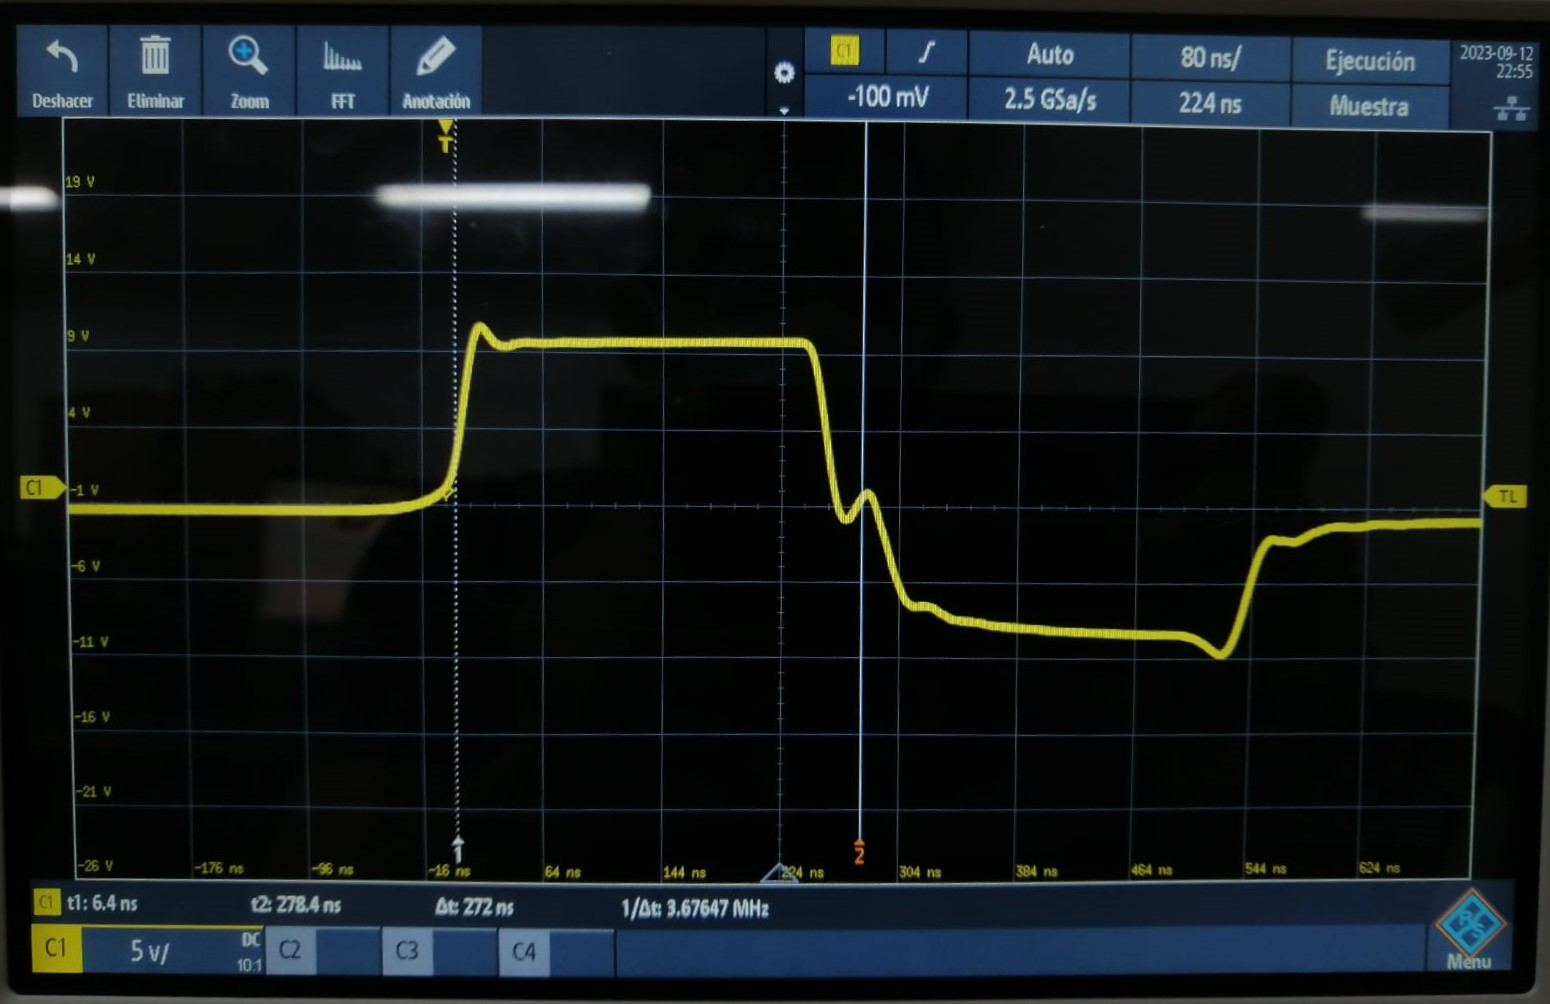 C1
Auto
80 ns/
Ejecución
2023-09-12
22:55
Deshacer
Eliminar
Zoom
FFT
Anotación
-100 mV
2.5 GSa/s
224 ns
Muestra
T
19 V
14 V
9 V
4 V
C1
-1 V
TL
-6 V
-11 V
-16 V
-21 V
1
2
-26 V
-176 ns
-96 ns
-16 ns
64 ns
144 ns
224 ns
304 ns
384 ns
464 ns
544 ns
624 ns
C1 t1: 6.4 ns t2: 278.4 ns Δt: 272 ns 1/Δt: 3.67647 MHz
C1 5 V/ DC 10:1 C2 C3 C4
R S
Menu